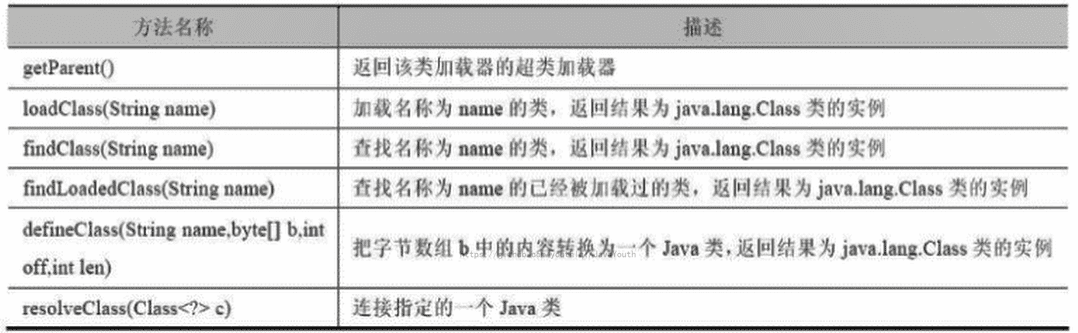 方法名称 描述
getParent() 返回该类加载器的超类加载器
loadClass(String name) 加载名称为 name 的类，返回结果为 java.lang.Class 类的实例
findClass(String name) 查找名称为 name 的类，返回结果为 java.lang.Class 类的实例
findLoadedClass(String name) 查找名称为 name 的已经被加载过的类，返回结果为 java.lang.Class 类的实例
defineClass(String name,byte[] b,int
off,int len)
把字节数组 b 中的内容转换为一个 Java 类，返回结果为 java.lang.Class 类的实例
resolveClass(Class<?> c) 连接指定的一个 Java 类